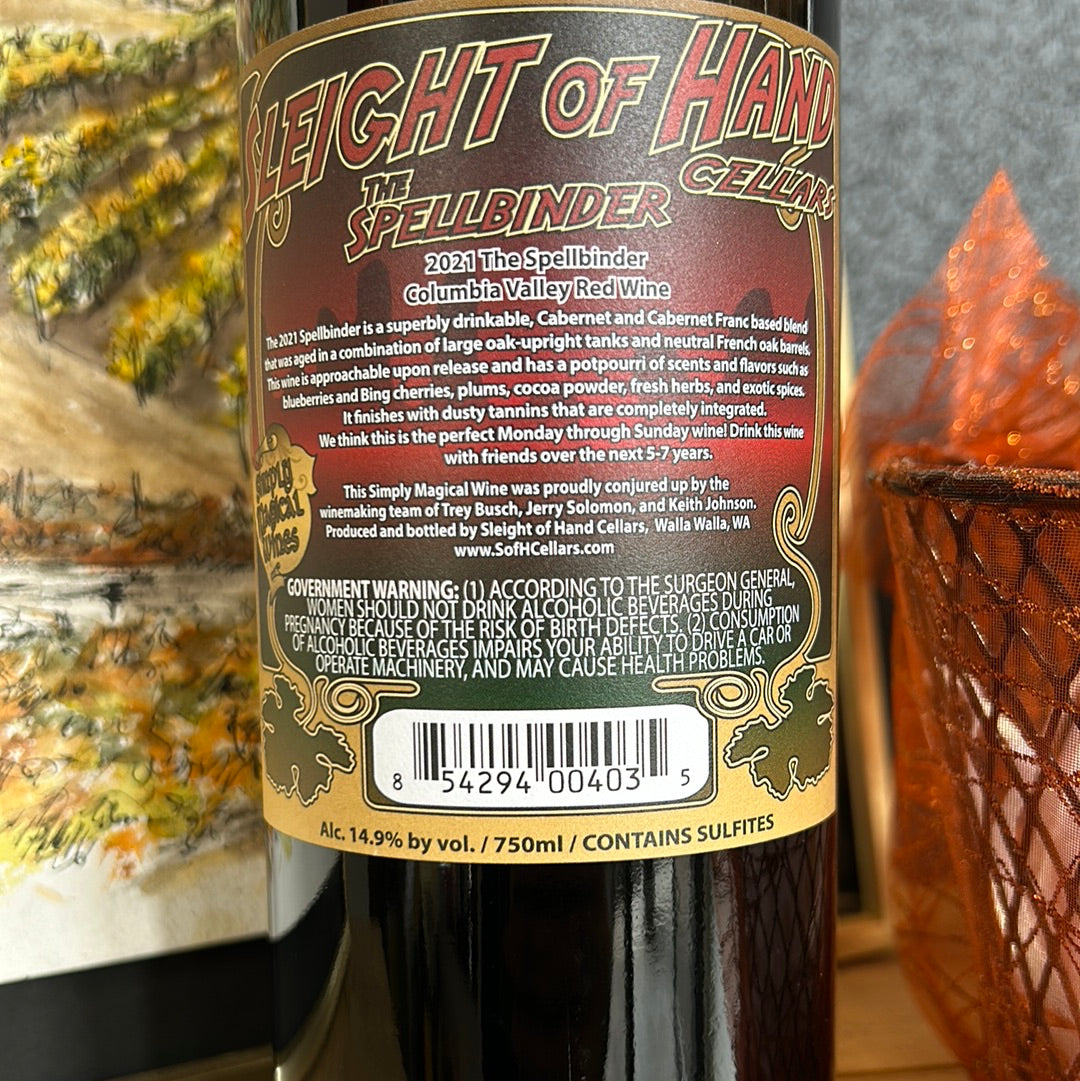 SLEIGHT OF HAND
CELLARS
THE
SPELLBINDER
2021 The Spellbinder
Columbia Valley Red Wine
The 2021 Spellbinder is a superbly drinkable, Cabernet and Cabernet Franc based blend
that was aged in a combination of large oak-upright tanks and neutral French oak barrels.
This wine is approachable upon release and has a potpourri of scents and flavors such as
blueberries and Bing cherries, plums, cocoa powder, fresh herbs, and exotic spices.
It finishes with dusty tannins that are completely integrated.
We think this is the perfect Monday through Sunday wine! Drink this wine
with friends over the next 5-7 years.
Simply
Magical
Wines
This Simply Magical Wine was proudly conjured up by the
winemaking team of Trey Busch, Jerry Solomon, and Keith Johnson.
Produced and bottled by Sleight of Hand Cellars, Walla Walla, WA
www.SofHCellars.com
GOVERNMENT WARNING: (1) ACCORDING TO THE SURGEON GENERAL,
WOMEN SHOULD NOT DRINK ALCOHOLIC BEVERAGES DURING
PREGNANCY BECAUSE OF THE RISK OF BIRTH DEFECTS. (2) CONSUMPTION
OF ALCOHOLIC BEVERAGES IMPAIRS YOUR ABILITY TO DRIVE A CAR OR
OPERATE MACHINERY, AND MAY CAUSE HEALTH PROBLEMS.
8 54294 00403 5
Alc. 14.9% by vol. / 750ml / CONTAINS SULFITES